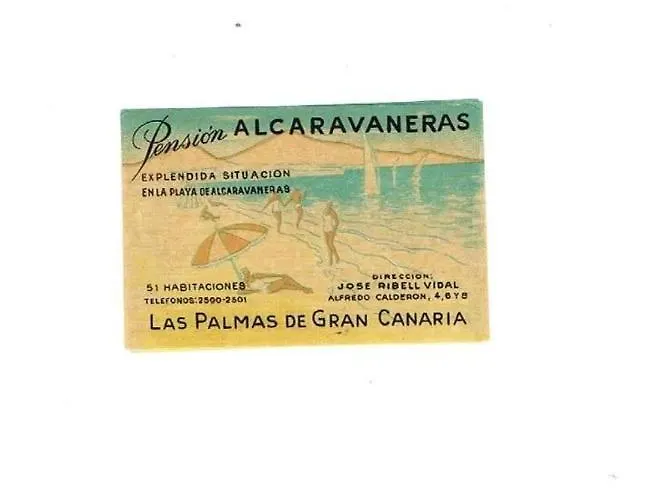 Pensión ALCARAVANERAS
EXPLENDIDA SITUACION
EN LA PLAYA DE ALCARAVANERAS
51 HABITACIONES
TELEFONOS: 2500-2501
DIRECCION:
JOSE RIBELL VIDAL
ALFREDO CALDERON, 4, 6 Y 8
LAS PALMAS DE GRAN CANARIA